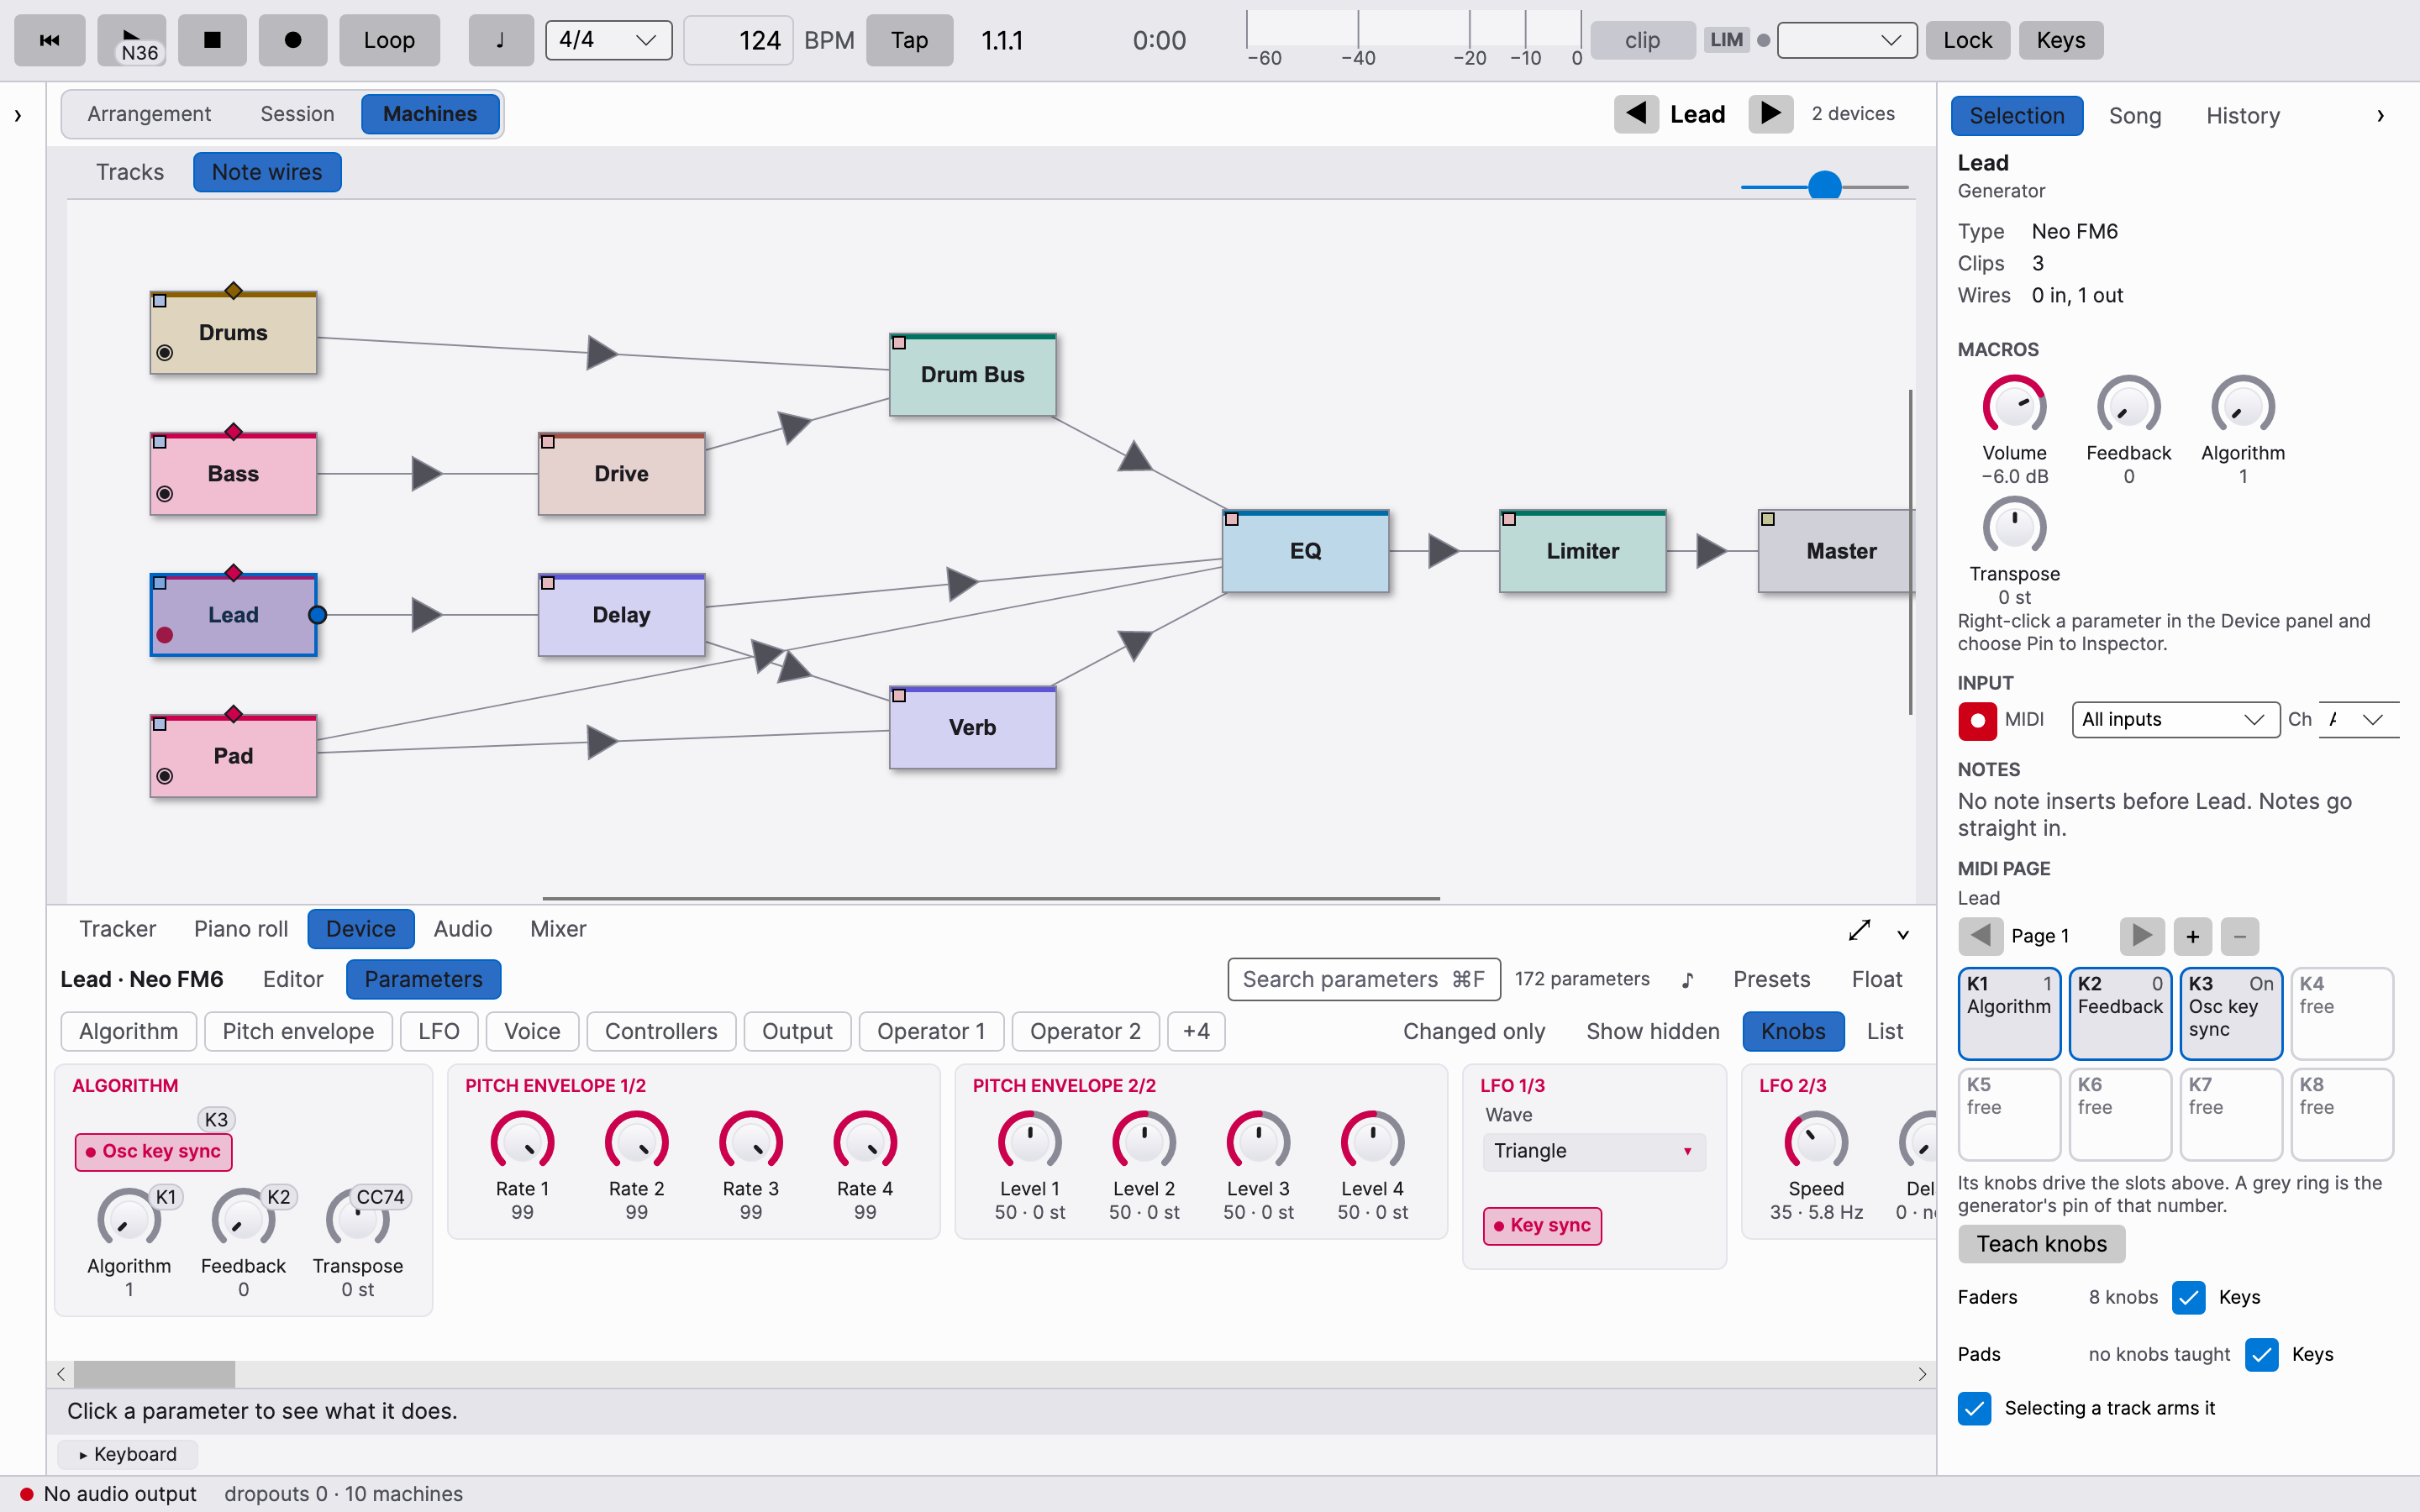 N36
Loop
4/4
124 BPM
Tap
1.1.1
0:00
−60 −40 −20 −10 0
clip
LIM
Lock
Keys
Arrangement Session Machines
Lead
2 devices
Tracks Note wires
Drums
Drum Bus
Bass
Drive
EQ
Limiter
Master
Lead
Delay
Verb
Pad
Tracker Piano roll Device Audio Mixer
Lead · Neo FM6 Editor Parameters
Search parameters ⌘F
172 parameters
Presets
Float
Algorithm Pitch envelope LFO Voice Controllers Output Operator 1 Operator 2 +4
Changed only Show hidden Knobs List
ALGORITHM
K3
Osc key sync
K1 K2 CC74
Algorithm Feedback Transpose
1 0 0 st
PITCH ENVELOPE 1/2
Rate 1 Rate 2 Rate 3 Rate 4
99 99 99 99
PITCH ENVELOPE 2/2
Level 1 Level 2 Level 3 Level 4
50 · 0 st 50 · 0 st 50 · 0 st 50 · 0 st
LFO 1/3
Wave
Triangle
Key sync
LFO 2/3
Speed
35 · 5.8 Hz
Click a parameter to see what it does.
Keyboard
No audio output dropouts 0 · 10 machines
Selection Song History
Lead
Generator
Type Neo FM6
Clips 3
Wires 0 in, 1 out
MACROS
Volume Feedback Algorithm
−6.0 dB 0 1
Transpose
0 st
Right-click a parameter in the Device panel and
choose Pin to Inspector.
INPUT
MIDI All inputs Ch
NOTES
No note inserts before Lead. Notes go
straight in.
MIDI PAGE
Lead
Page 1 + −
K1 1 K2 0 K3 On K4
Algorithm Feedback Osc key free
sync
K5 K6 K7 K8
free free free free
Its knobs drive the slots above. A grey ring is the
generator's pin of that number.
Teach knobs
Faders 8 knobs Keys
Pads no knobs taught Keys
Selecting a track arms it